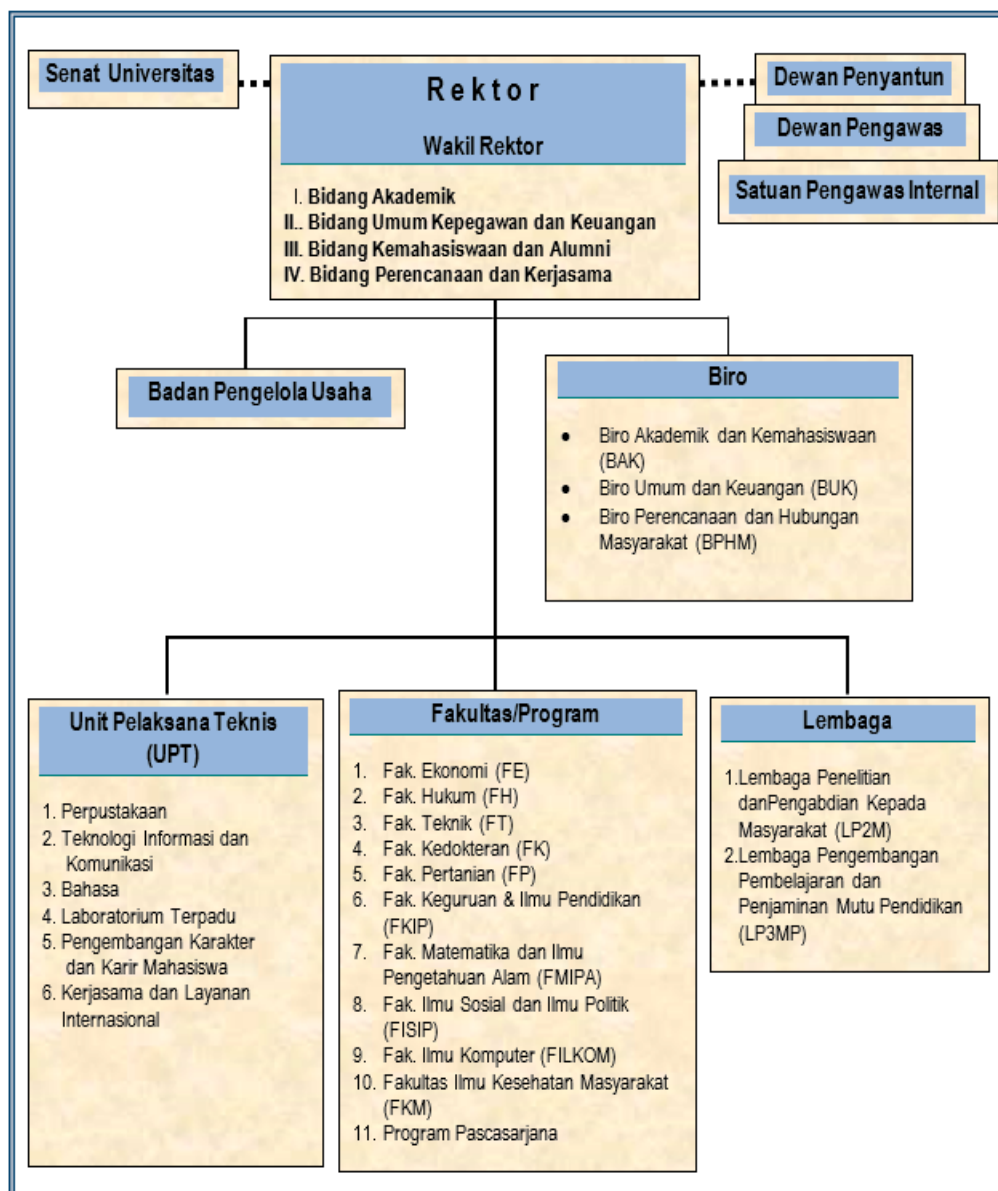 Senat Universitas
Rektor
Wakil Rektor
I. Bidang Akademik
II.. Bidang Umum Kepegawan dan Keuangan
III. Bidang Kemahasiswaan dan Alumni
IV. Bidang Perencanaan dan Kerjasama
Dewan Penyantun
Dewan Pengawas
Satuan Pengawas Internal
Badan Pengelola Usaha
Biro
• Biro Akademik dan Kemahasiswaan
(BAK)
• Biro Umum dan Keuangan (BUK)
• Biro Perencanaan dan Hubungan
Masyarakat (BPHM)
Unit Pelaksana Teknis
(UPT)
1. Perpustakaan
2. Teknologi Informasi dan
Komunikasi
3. Bahasa
4. Laboratorium Terpadu
5. Pengembangan Karakter
dan Karir Mahasiswa
6. Kerjasama dan Layanan
Internasional
Fakultas/Program
1. Fak. Ekonomi (FE)
2. Fak. Hukum (FH)
3. Fak. Teknik (FT)
4. Fak. Kedokteran (FK)
5. Fak. Pertanian (FP)
6. Fak. Keguruan & Ilmu Pendidikan
(FKIP)
7. Fak. Matematika dan Ilmu
Pengetahuan Alam (FMIPA)
8. Fak. Ilmu Sosial dan Ilmu Politik
(FISIP)
9. Fak. Ilmu Komputer (FILKOM)
10. Fakultas Ilmu Kesehatan Masyarakat
(FKM)
11. Program Pascasarjana
Lembaga
1.Lembaga Penelitian
danPengabdian Kepada
Masyarakat (LP2M)
2.Lembaga Pengembangan
Pembelajaran dan
Penjaminan Mutu Pendidikan
(LP3MP)